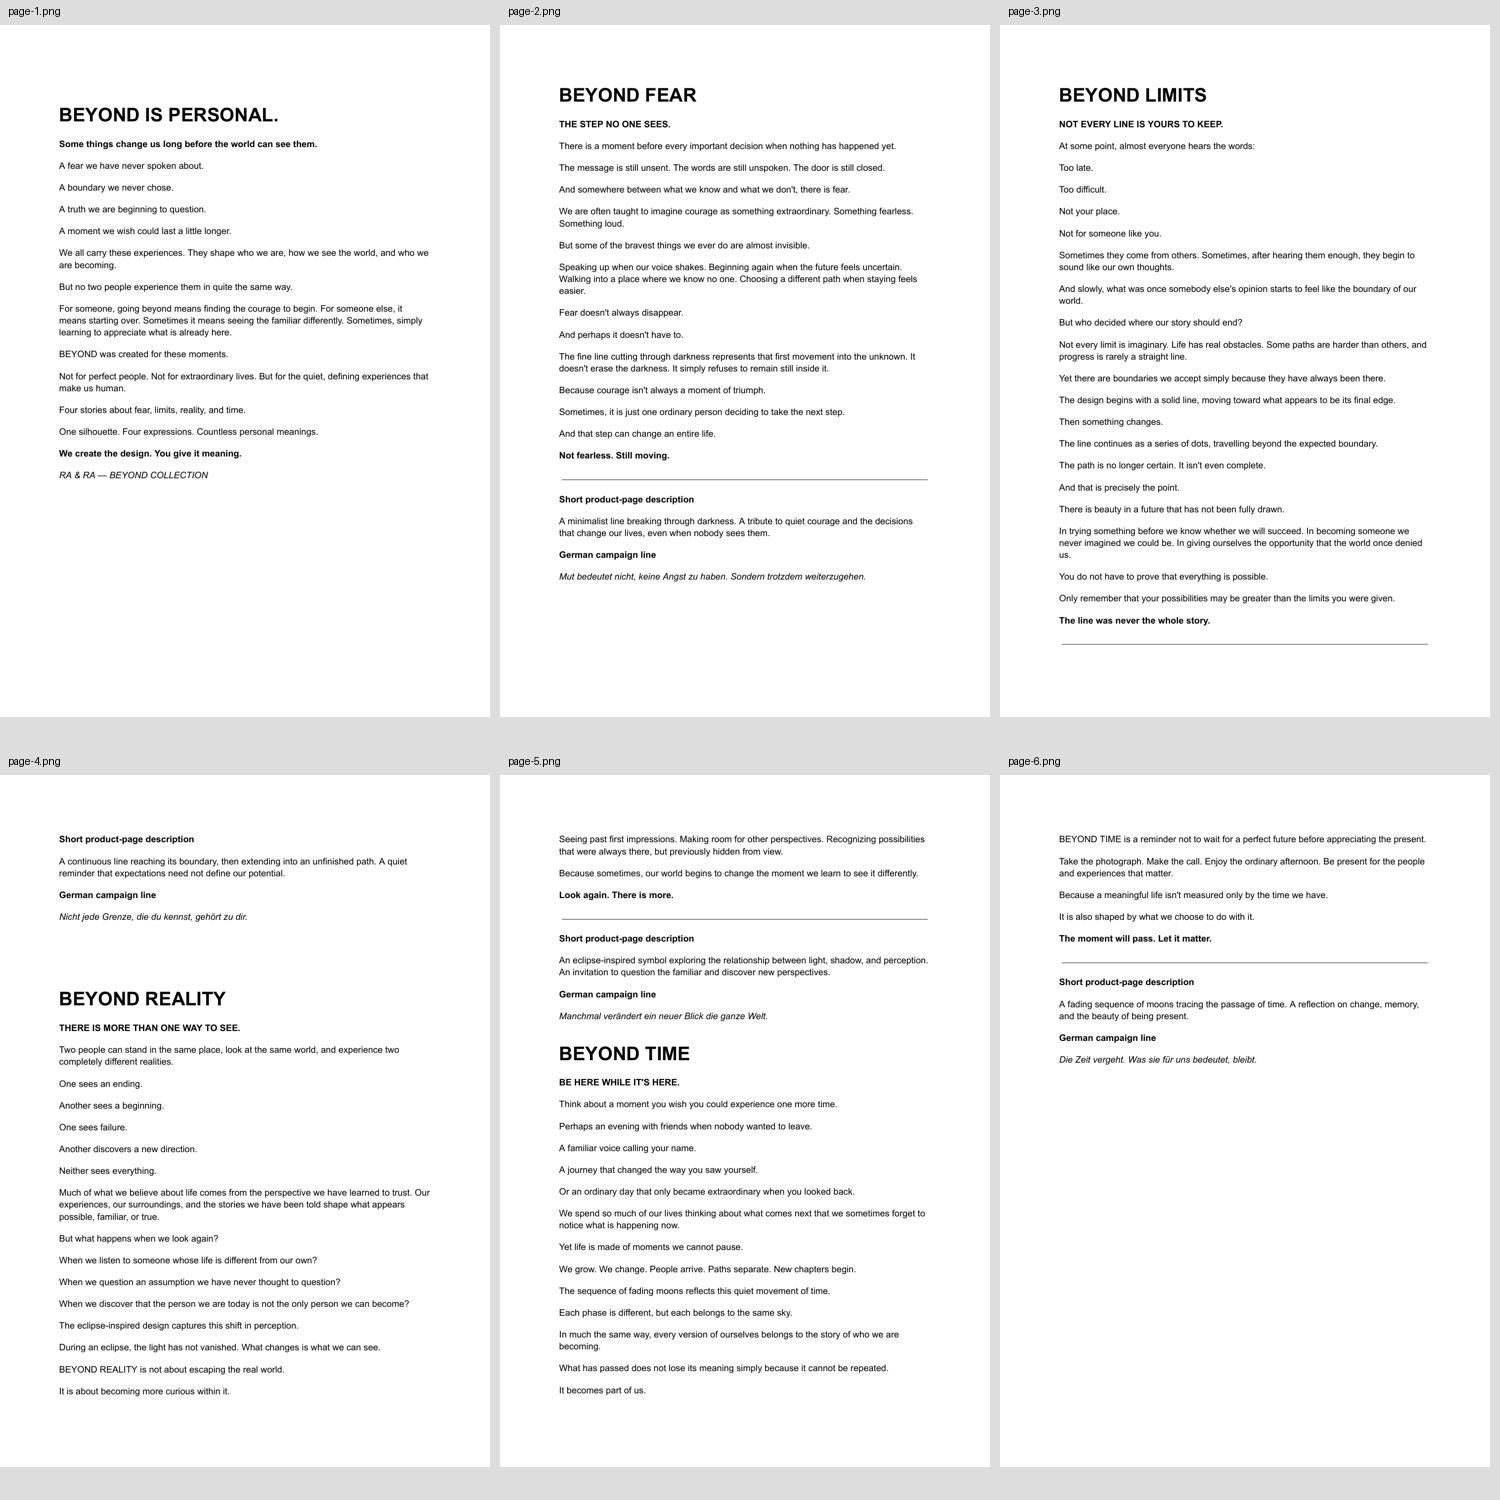 page-1.png
BEYOND IS PERSONAL.
Some things change us long before the world can see them.
A fear we have never spoken about.
A boundary we never chose.
A truth we are beginning to question.
A moment we wish could last a little longer.
We all carry these experiences. They shape who we are, how we see the world, and who we
are becoming.
But no two people experience them in quite the same way.
For someone, going beyond means finding the courage to begin. For someone else, it
means starting over. Sometimes it means seeing the familiar differently. Sometimes, simply
learning to appreciate what is already here.
BEYOND was created for these moments.
Not for perfect people. Not for extraordinary lives. But for the quiet, defining experiences that
make us human.
Four stories about fear, limits, reality, and time.
One silhouette. Four expressions. Countless personal meanings.
We create the design. You give it meaning.
RA & RA — BEYOND COLLECTION
page-2.png
BEYOND FEAR
THE STEP NO ONE SEES.
There is a moment before every important decision when nothing has happened yet.
The message is still unsent. The words are still unspoken. The door is still closed.
And somewhere between what we know and what we don't, there is fear.
We are often taught to imagine courage as something extraordinary. Something fearless.
Something loud.
But some of the bravest things we ever do are almost invisible.
Speaking up when our voice shakes. Beginning again when the future feels uncertain.
Walking into a place where we know no one. Choosing a different path when staying feels
easier.
Fear doesn't always disappear.
And perhaps it doesn't have to.
The fine line cutting through darkness represents that first movement into the unknown. It
doesn't erase the darkness. It simply refuses to remain still inside it.
Because courage isn't always a moment of triumph.
Sometimes, it is just one ordinary person deciding to take the next step.
And that step can change an entire life.
Not fearless. Still moving.
Short product-page description
A minimalist line breaking through darkness. A tribute to quiet courage and the decisions
that change our lives, even when nobody sees them.
German campaign line
Mut bedeutet nicht, keine Angst zu haben. Sondern trotzdem weiterzugehen.
page-3.png
BEYOND LIMITS
NOT EVERY LINE IS YOURS TO KEEP.
At some point, almost everyone hears the words:
Too late.
Too difficult.
Not your place.
Not for someone like you.
Sometimes they come from others. Sometimes, after hearing them enough, they begin to
sound like our own thoughts.
And slowly, what was once somebody else's opinion starts to feel like the boundary of our
world.
But who decided where our story should end?
Not every limit is imaginary. Life has real obstacles. Some paths are harder than others, and
progress is rarely a straight line.
Yet there are boundaries we accept simply because they have always been there.
The design begins with a solid line, moving toward what appears to be its final edge.
Then something changes.
The line continues as a series of dots, travelling beyond the expected boundary.
The path is no longer certain. It isn't even complete.
And that is precisely the point.
There is beauty in a future that has not been fully drawn.
In trying something before we know whether we will succeed. In becoming someone we
never imagined we could be. In giving ourselves the opportunity that the world once denied
us.
You do not have to prove that everything is possible.
Only remember that your possibilities may be greater than the limits you were given.
The line was never the whole story.
page-4.png
Short product-page description
A continuous line reaching its boundary, then extending into an unfinished path. A quiet
reminder that expectations need not define our potential.
German campaign line
Nicht jede Grenze, die du kennst, gehört zu dir.
BEYOND REALITY
THERE IS MORE THAN ONE WAY TO SEE.
Two people can stand in the same place, look at the same world, and experience two
completely different realities.
One sees an ending.
Another sees a beginning.
One sees failure.
Another discovers a new direction.
Neither sees everything.
Much of what we believe about life comes from the perspective we have learned to trust. Our
experiences, our surroundings, and the stories we have been told shape what appears
possible, familiar, or true.
But what happens when we look again?
When we listen to someone whose life is different from our own?
When we question an assumption we have never thought to question?
When we discover that the person we are today is not the only person we can become?
The eclipse-inspired design captures this shift in perception.
During an eclipse, the light has not vanished. What changes is what we can see.
BEYOND REALITY is not about escaping the real world.
It is about becoming more curious within it.
page-5.png
Seeing past first impressions. Making room for other perspectives. Recognizing possibilities
that were always there, but previously hidden from view.
Because sometimes, our world begins to change the moment we learn to see it differently.
Look again. There is more.
Short product-page description
An eclipse-inspired symbol exploring the relationship between light, shadow, and perception.
An invitation to question the familiar and discover new perspectives.
German campaign line
Manchmal verändert ein neuer Blick die ganze Welt.
BEYOND TIME
BE HERE WHILE IT'S HERE.
Think about a moment you wish you could experience one more time.
Perhaps an evening with friends when nobody wanted to leave.
A familiar voice calling your name.
A journey that changed the way you saw yourself.
Or an ordinary day that only became extraordinary when you looked back.
We spend so much of our lives thinking about what comes next that we sometimes forget to
notice what is happening now.
Yet life is made of moments we cannot pause.
We grow. We change. People arrive. Paths separate. New chapters begin.
The sequence of fading moons reflects this quiet movement of time.
Each phase is different, but each belongs to the same sky.
In much the same way, every version of ourselves belongs to the story of who we are
becoming.
What has passed does not lose its meaning simply because it cannot be repeated.
It becomes part of us.
page-6.png
BEYOND TIME is a reminder not to wait for a perfect future before appreciating the present.
Take the photograph. Make the call. Enjoy the ordinary afternoon. Be present for the people
and experiences that matter.
Because a meaningful life isn't measured only by the time we have.
It is also shaped by what we choose to do with it.
The moment will pass. Let it matter.
Short product-page description
A fading sequence of moons tracing the passage of time. A reflection on change, memory,
and the beauty of being present.
German campaign line
Die Zeit vergeht. Was sie für uns bedeutet, bleibt.